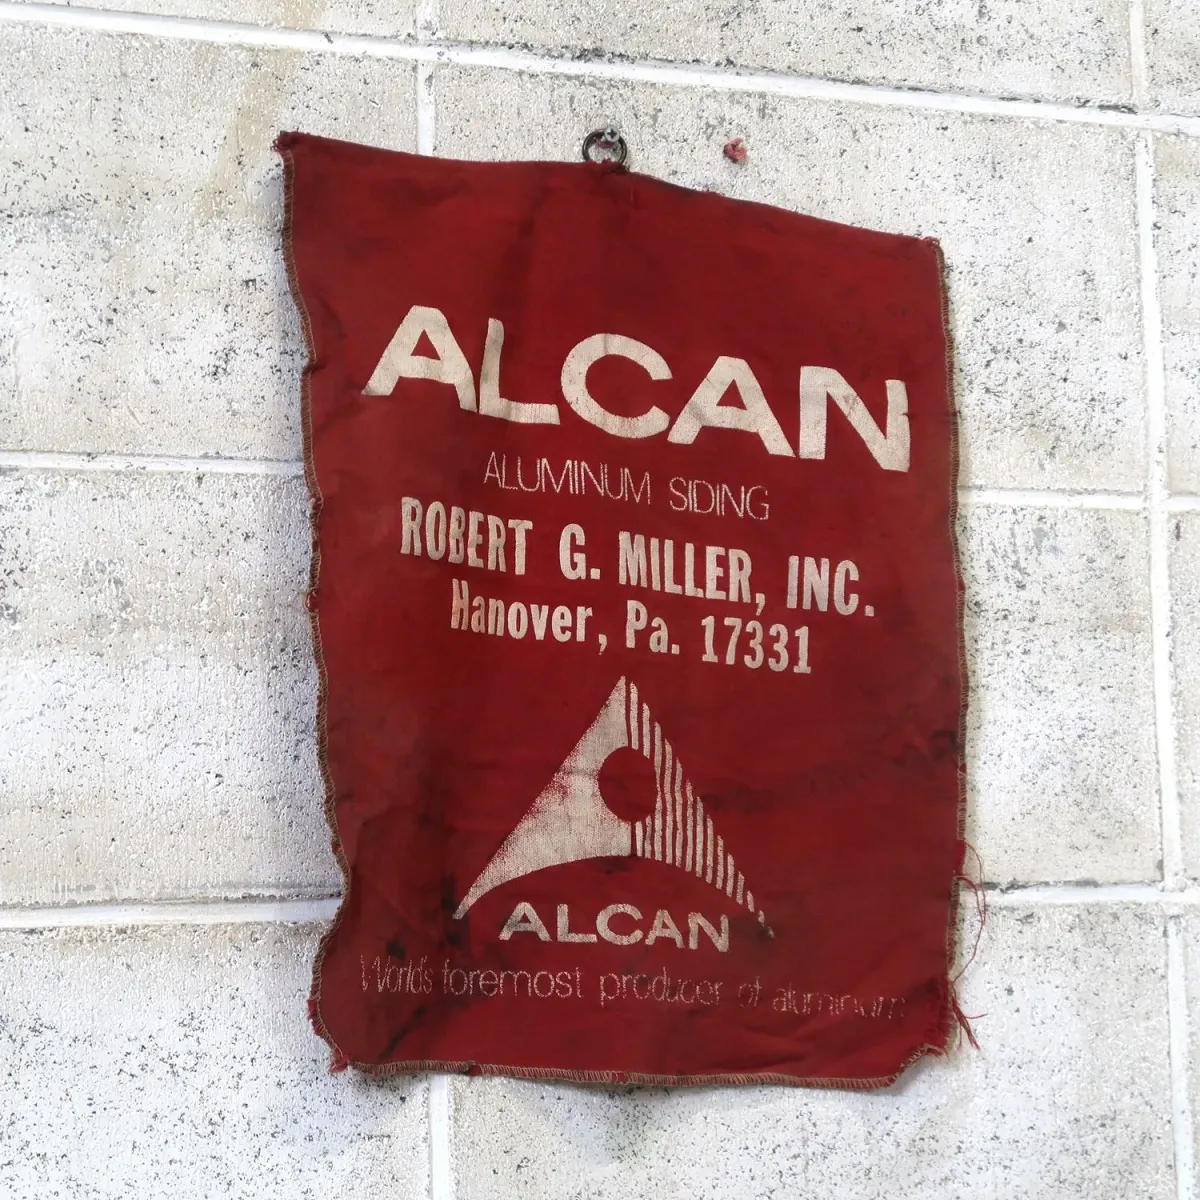 ALCAN
ALUMINUM SIDING
ROBERT G. MILLER, INC.
Hanover, Pa. 17331
ALCAN
World's foremost producer of aluminum